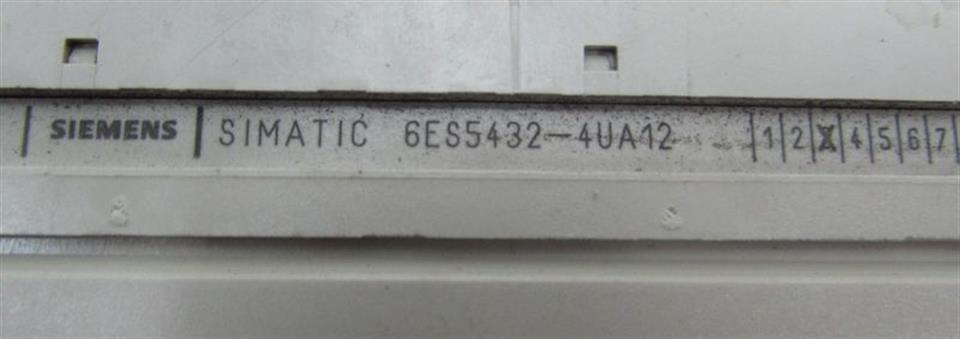 SIEMENS SIMATIC 6ES5432-4UA12 1 2 X 4 5 6 7